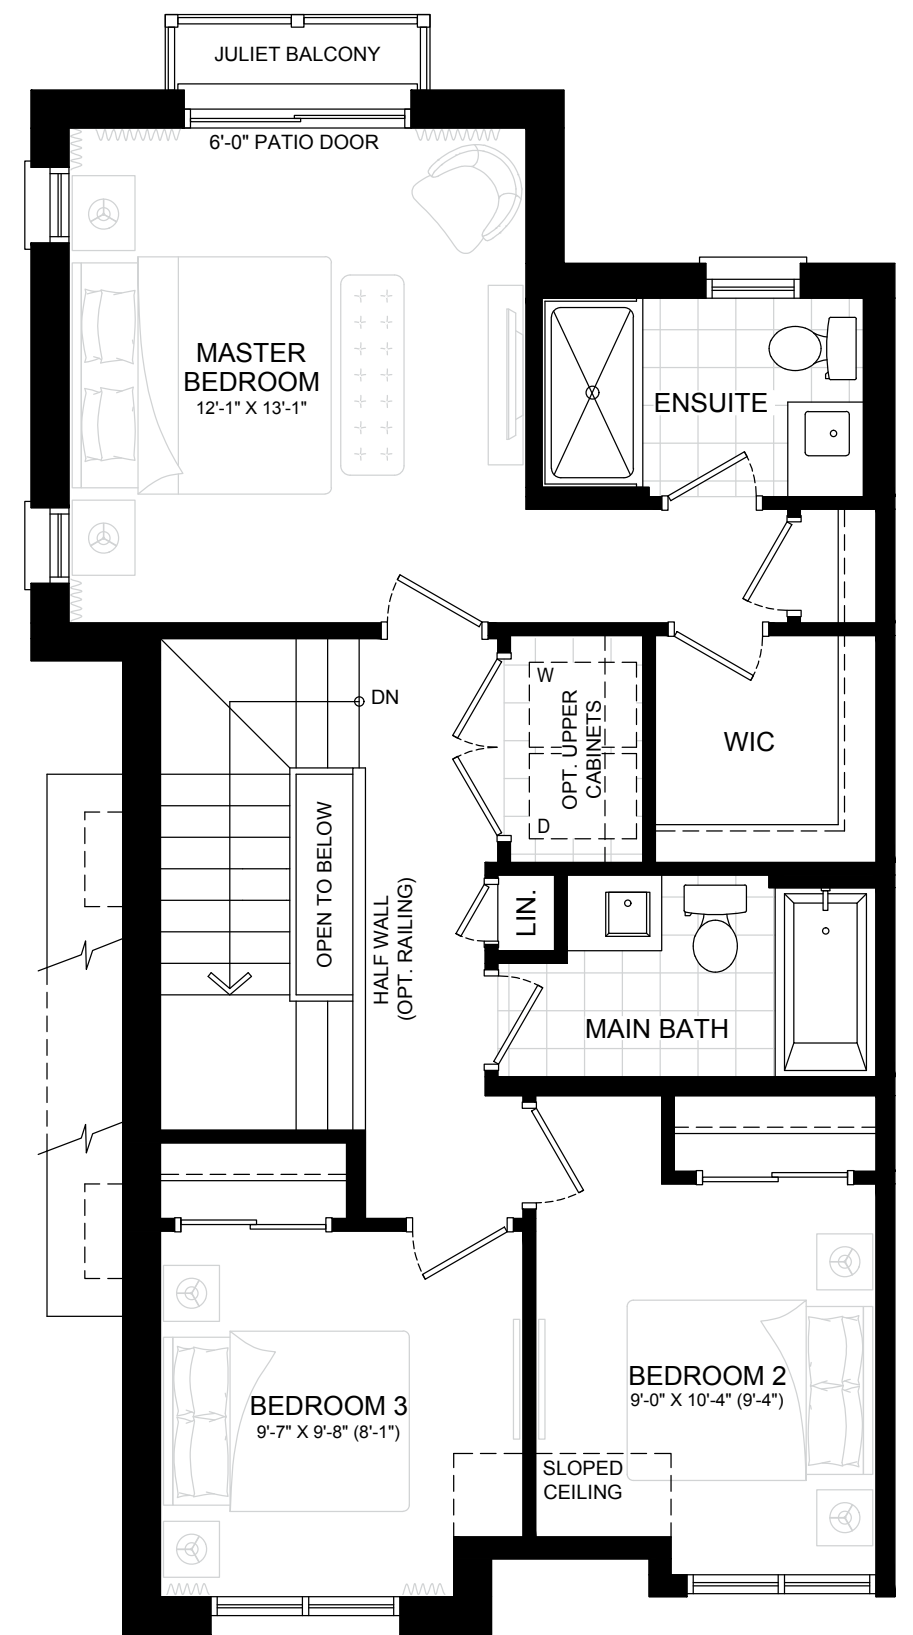 JULIET BALCONY
6'-0" PATIO DOOR
MASTER
BEDROOM
12'-1" X 13'-1"
ENSUITE
DN
W
OPT. UPPER
CABINETS
D
WIC
OPEN TO BELOW
HALF WALL
(OPT. RAILING)
LIN.
MAIN BATH
BEDROOM 2
9'-0" X 10'-4" (9'-4")
BEDROOM 3
9'-7" X 9'-8" (8'-1")
SLOPED
CEILING